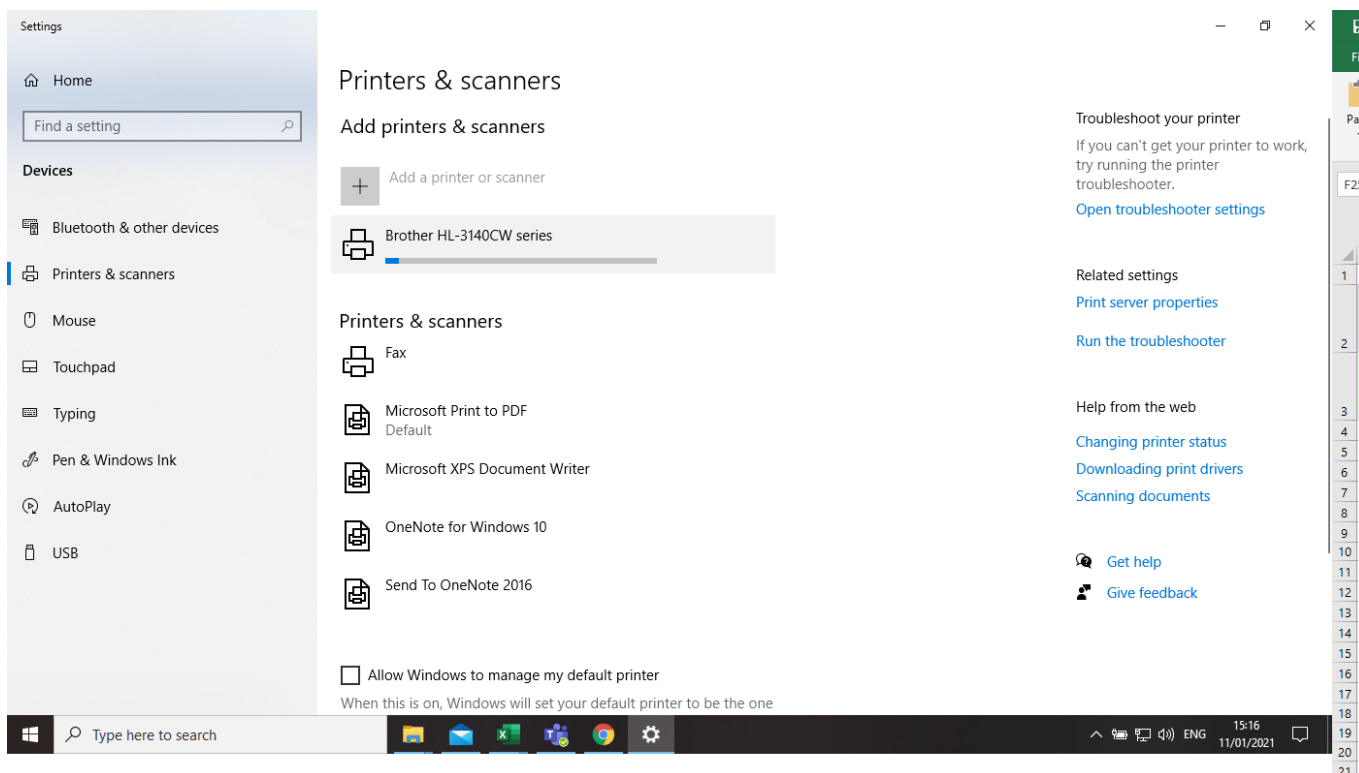 Settings
Home
Find a setting
Devices
Bluetooth & other devices
Printers & scanners
Mouse
Touchpad
Typing
Pen & Windows Ink
AutoPlay
USB
Printers & scanners
Add printers & scanners
Add a printer or scanner
Brother HL-3140CW series
Printers & scanners
Fax
Microsoft Print to PDF
Default
Microsoft XPS Document Writer
OneNote for Windows 10
Send To OneNote 2016
Allow Windows to manage my default printer
When this is on, Windows will set your default printer to be the one
Troubleshoot your printer
If you can't get your printer to work,
try running the printer
troubleshooter.
Open troubleshooter settings
Related settings
Print server properties
Run the troubleshooter
Help from the web
Changing printer status
Downloading print drivers
Scanning documents
Get help
Give feedback
Pa
1
2
3
4
5
6
7
8
9
10
11
12
13
14
15
16
17
18
19
20
21
Type here to search
ENG
15:16
11/01/2021